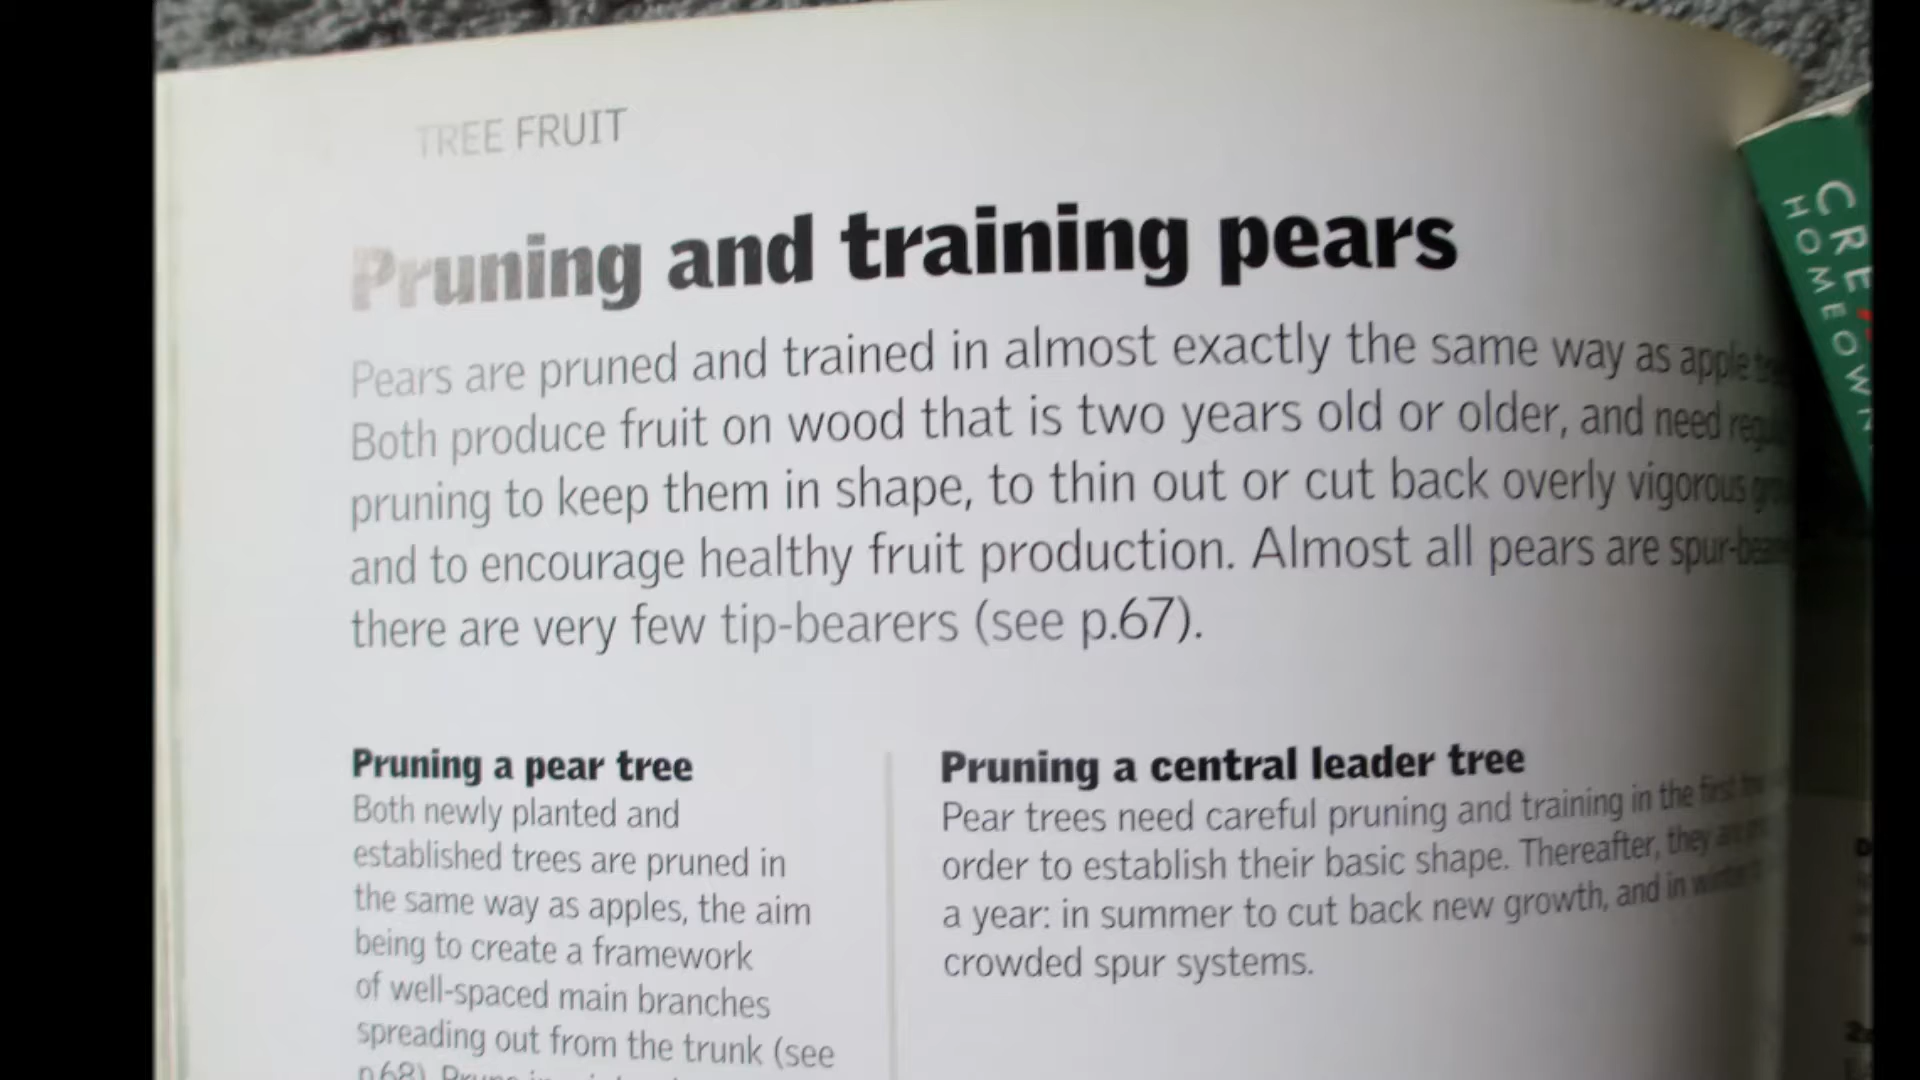 TREE FRUIT
Pruning and training pears
Pears are pruned and trained in almost exactly the same way as apple
Both produce fruit on wood that is two years old or older, and need
pruning to keep them in shape, to thin out or cut back overly vigorous
and to encourage healthy fruit production. Almost all pears are
there are very few tip-bearers (see p.67).
Pruning a pear tree
Both newly planted and
established trees are pruned in
the same way as apples, the aim
being to create a framework
of well-spaced main branches
spreading out from the trunk (see
p.68).
Pruning a central leader tree
Pear trees need careful pruning and training in the first
order to establish their basic shape. Thereafter, they
a year: in summer to cut back new growth, and in
crowded spur systems.
CRE
HOMEOW